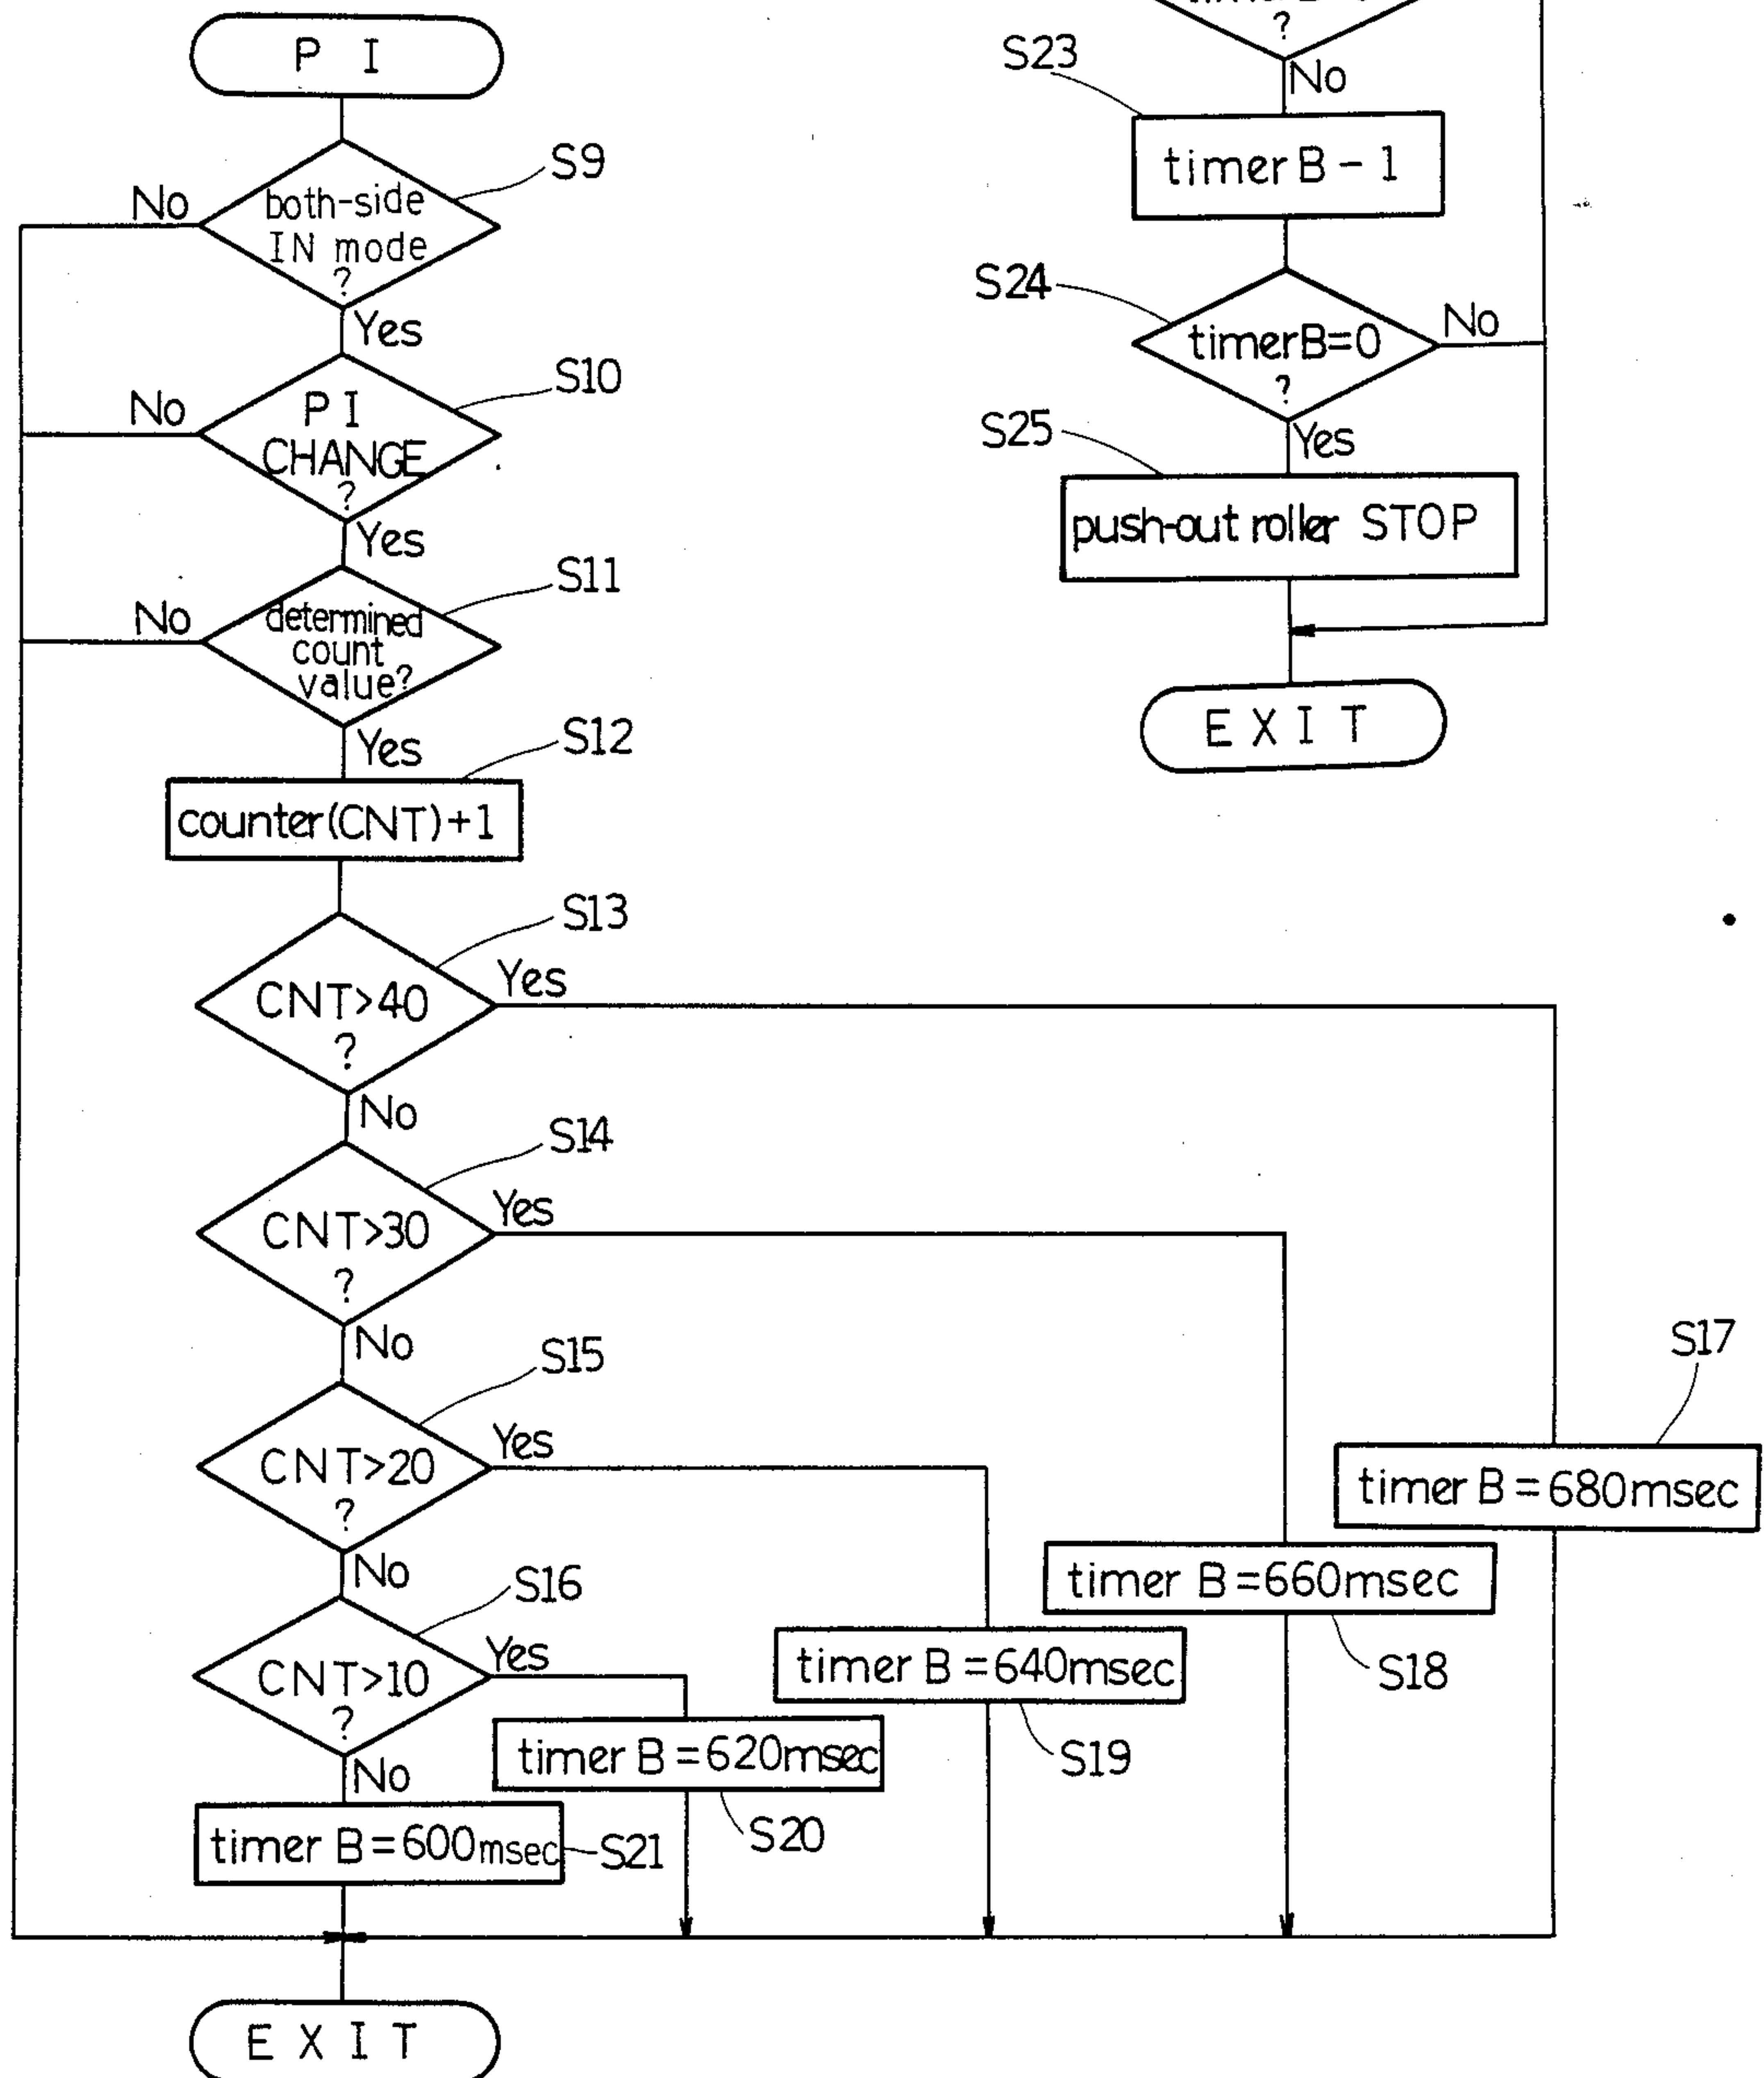 P I
S9
both-side
IN mode
?
No
Yes
S10
P I
CHANGE
?
No
Yes
S11
determined
count
value?
No
Yes
S12
counter(CNT)+1
S13
CNT>40
?
Yes
No
S14
CNT>30
?
Yes
No
S15
CNT>20
?
Yes
No
S16
CNT>10
?
Yes
No
S17
timer B=680msec
timer B=660msec
S18
timer B=640msec
S19
timer B=620msec
S20
timer B=600msec
S21
EXIT
?
No
S23
timer B-1
S24
timerB=0
?
No
Yes
S25
push-out roller STOP
EXIT